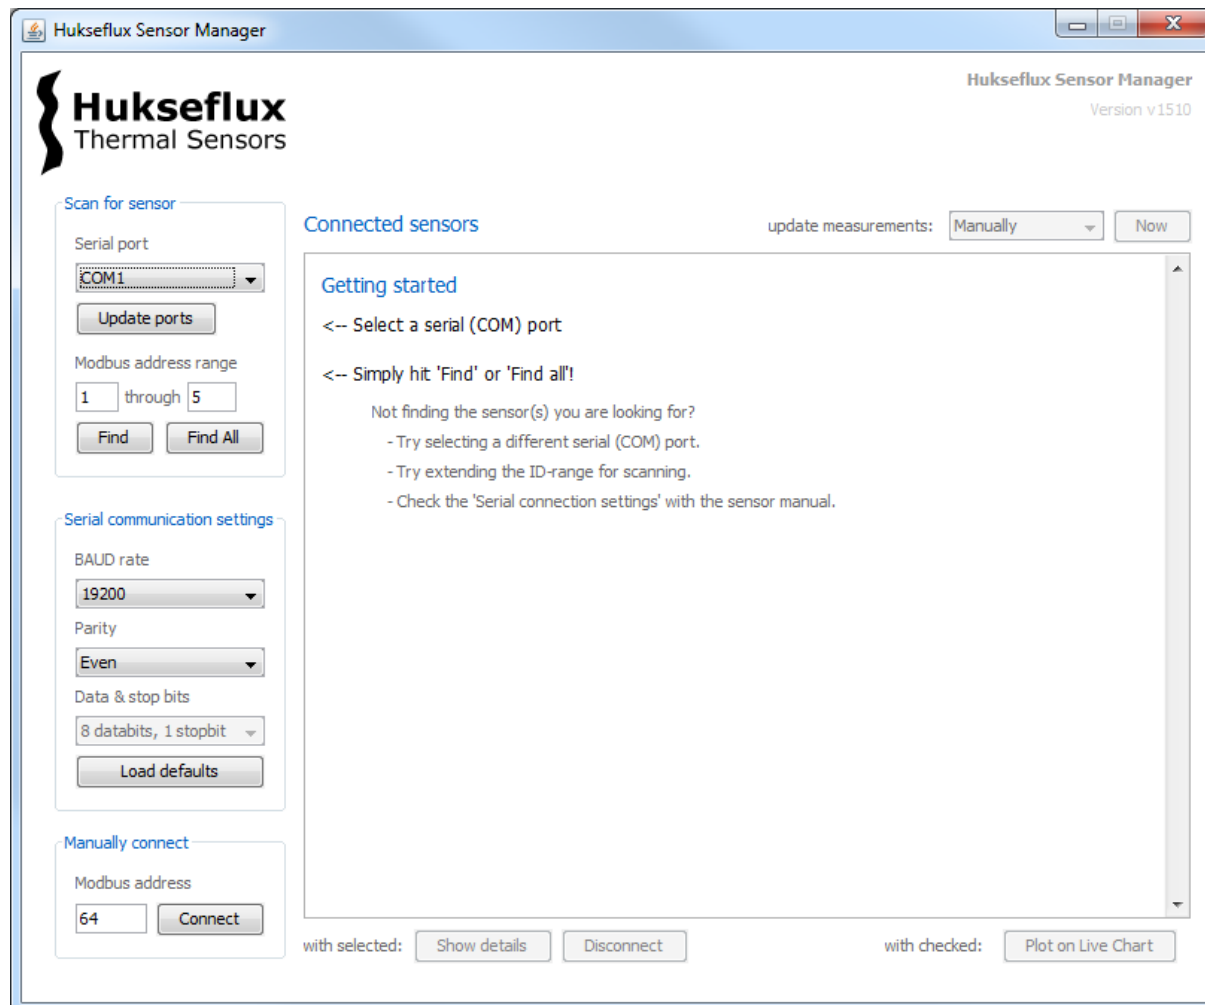 Hukseflux Sensor Manager
Hukseflux
Thermal Sensors
Hukseflux Sensor Manager
Version v1510
Scan for sensor
Serial port
COM1
Update ports
Modbus address range
1 through 5
Find Find All
Serial communication settings
BAUD rate
19200
Parity
Even
Data & stop bits
8 databits, 1 stopbit
Load defaults
Manually connect
Modbus address
64 Connect
Connected sensors update measurements: Manually Now
Getting started
<-- Select a serial (COM) port
<-- Simply hit 'Find' or 'Find all'!
Not finding the sensor(s) you are looking for?
- Try selecting a different serial (COM) port.
- Try extending the ID-range for scanning.
- Check the 'Serial connection settings' with the sensor manual.
with selected: Show details Disconnect with checked: Plot on Live Chart